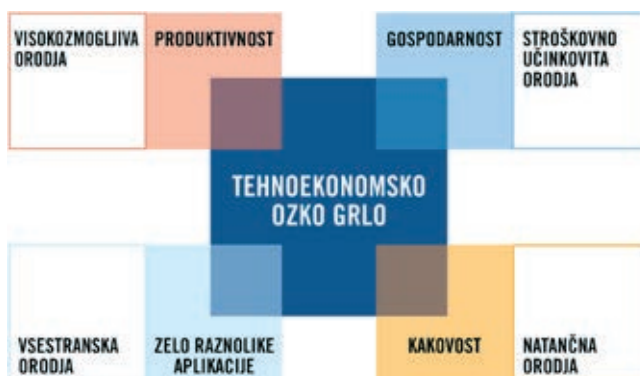 VISOKOZMOGLJIVA
ORODJA
PRODUKTIVNOST
GOSPODARNOST
STROŠKOVNO
UČINKOVITA
ORODJA
TEHNOEKONOMSKO
OZKO GRLO
VSESTRANSKA
ORODJA
ZELO RAZNOLIKE
APLIKACIJE
KAKOVOST
NATANČNA
ORODJA